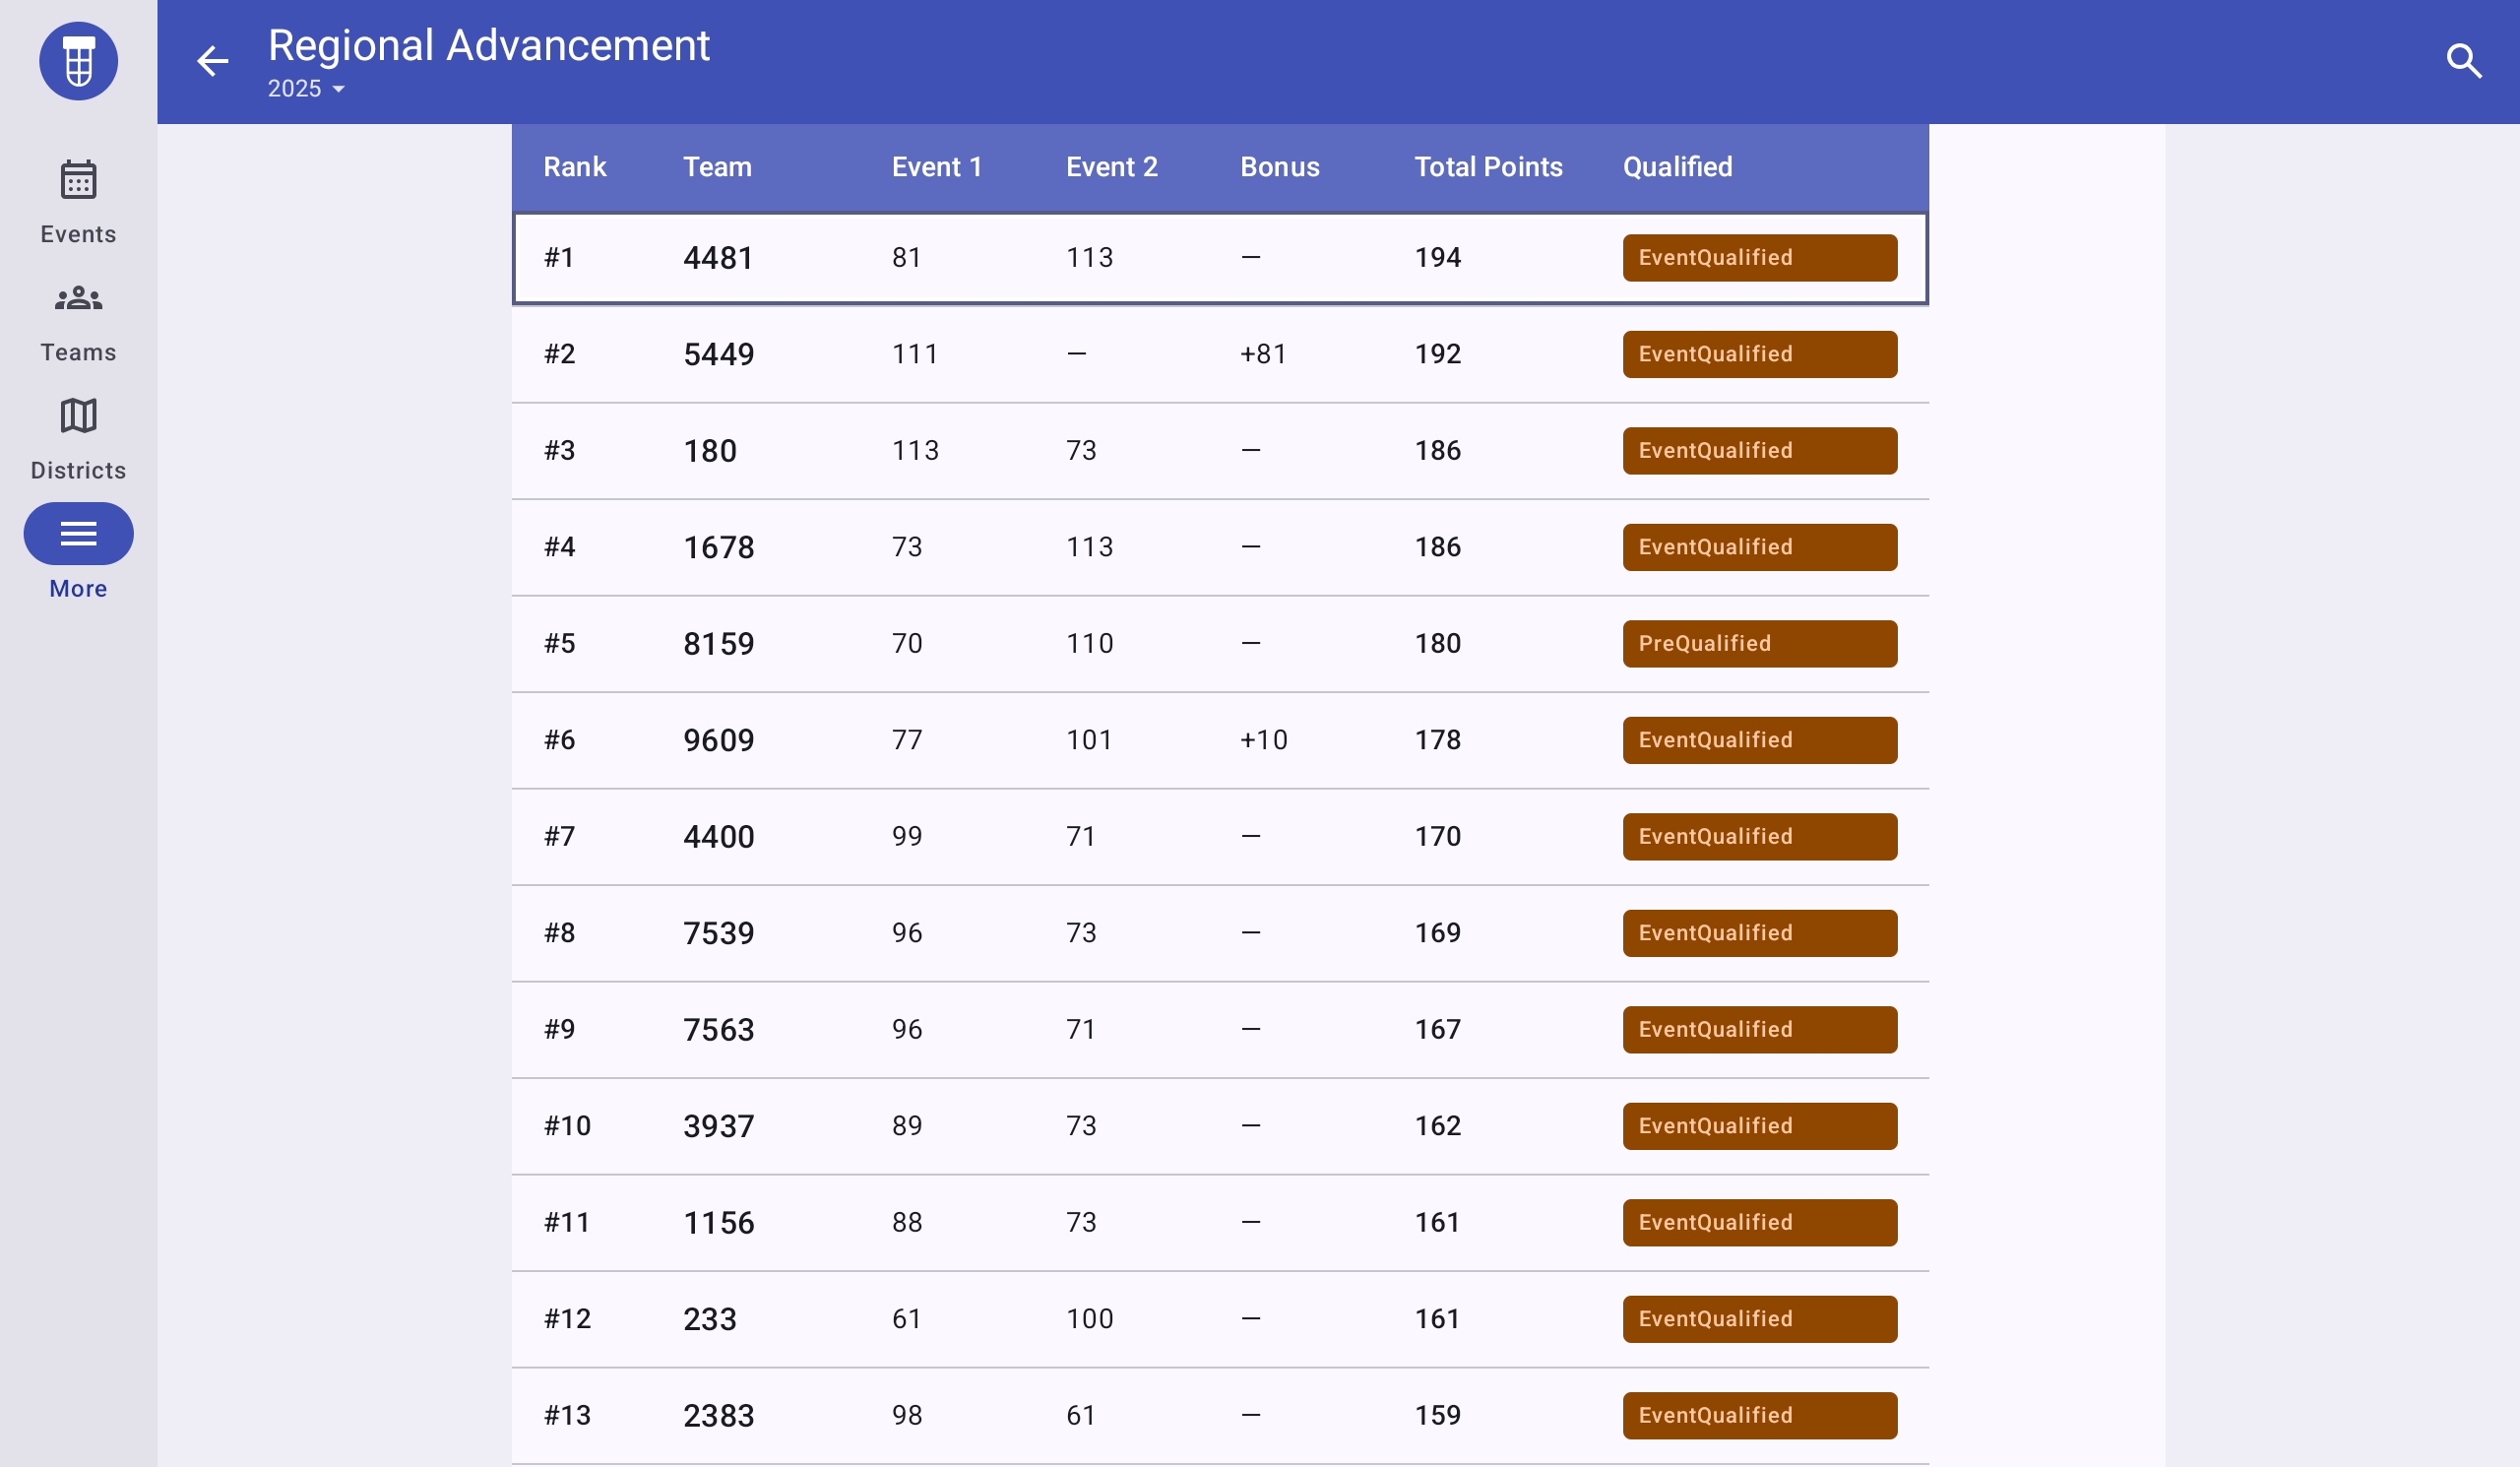 Regional Advancement
2025
Events
Teams
Districts
More
Rank Team Event 1 Event 2 Bonus Total Points Qualified
#1 4481 81 113 — 194 EventQualified
#2 5449 111 — +81 192 EventQualified
#3 180 113 73 — 186 EventQualified
#4 1678 73 113 — 186 EventQualified
#5 8159 70 110 — 180 PreQualified
#6 9609 77 101 +10 178 EventQualified
#7 4400 99 71 — 170 EventQualified
#8 7539 96 73 — 169 EventQualified
#9 7563 96 71 — 167 EventQualified
#10 3937 89 73 — 162 EventQualified
#11 1156 88 73 — 161 EventQualified
#12 233 61 100 — 161 EventQualified
#13 2383 98 61 — 159 EventQualified